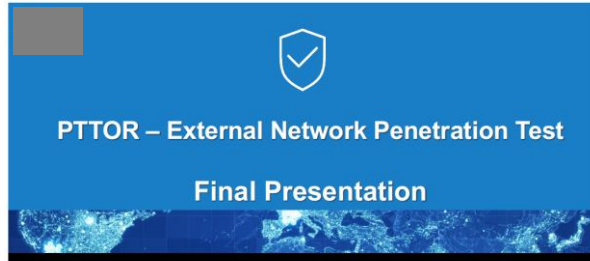 PTTOR – External Network Penetration Test
Final Presentation